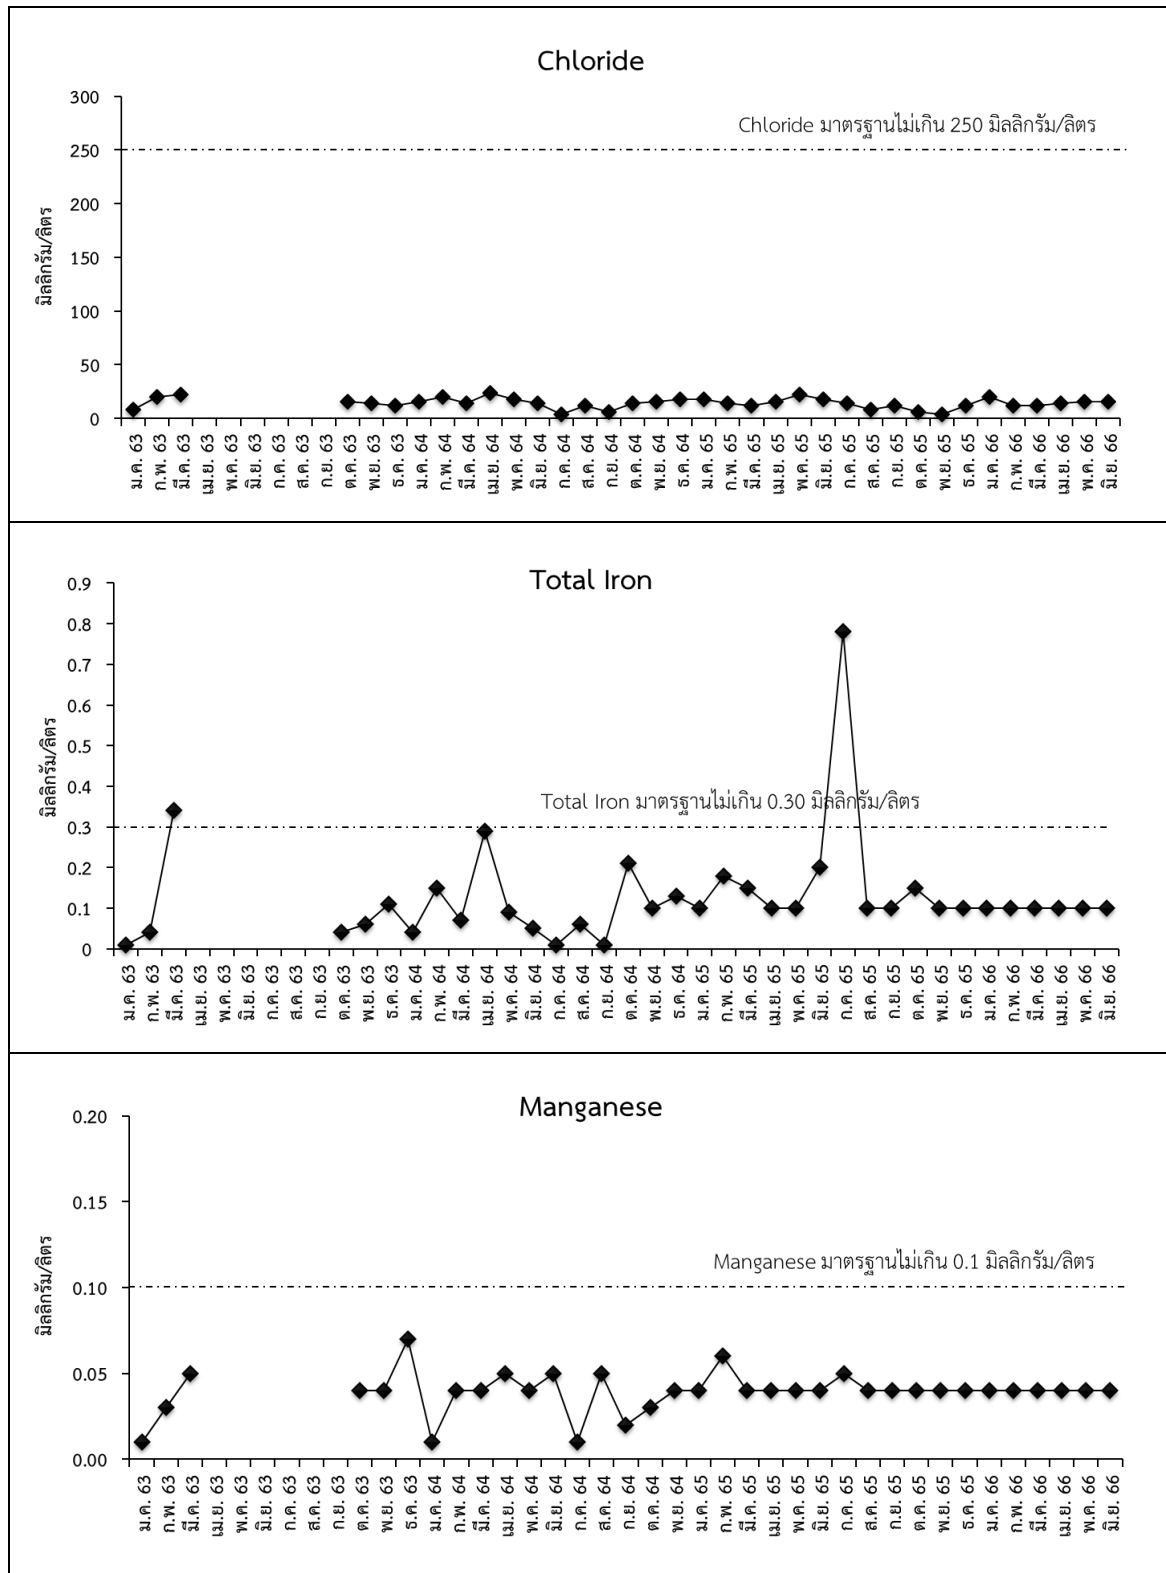 Chloride
300
250
200
150
100
50
0
มิลลิกรัม/ลิตร
Chloride มาตรฐานไม่เกิน 250 มิลลิกรัม/ลิตร
ม.ค. 63 ก.พ. 63 มี.ค. 63 เม.ย. 63 พ.ค. 63 มิ.ย. 63 ก.ค. 63 ส.ค. 63 ก.ย. 63 ต.ค. 63 พ.ย. 63 ธ.ค. 63 ม.ค. 64 ก.พ. 64 มี.ค. 64 เม.ย. 64 พ.ค. 64 มิ.ย. 64 ก.ค. 64 ส.ค. 64 ก.ย. 64 ต.ค. 64 พ.ย. 64 ธ.ค. 64 ม.ค. 65 ก.พ. 65 มี.ค. 65 เม.ย. 65 พ.ค. 65 มิ.ย. 65 ก.ค. 65 ส.ค. 65 ก.ย. 65 ต.ค. 65 พ.ย. 65 ธ.ค. 65 ม.ค. 66 ก.พ. 66 มี.ค. 66 เม.ย. 66 พ.ค. 66 มิ.ย. 66
Total Iron
0.9
0.8
0.7
0.6
0.5
0.4
0.3
0.2
0.1
0
มิลลิกรัม/ลิตร
Total Iron มาตรฐานไม่เกิน 0.30 มิลลิกรัม/ลิตร
ม.ค. 63 ก.พ. 63 มี.ค. 63 เม.ย. 63 พ.ค. 63 มิ.ย. 63 ก.ค. 63 ส.ค. 63 ก.ย. 63 ต.ค. 63 พ.ย. 63 ธ.ค. 63 ม.ค. 64 ก.พ. 64 มี.ค. 64 เม.ย. 64 พ.ค. 64 มิ.ย. 64 ก.ค. 64 ส.ค. 64 ก.ย. 64 ต.ค. 64 พ.ย. 64 ธ.ค. 64 ม.ค. 65 ก.พ. 65 มี.ค. 65 เม.ย. 65 พ.ค. 65 มิ.ย. 65 ก.ค. 65 ส.ค. 65 ก.ย. 65 ต.ค. 65 พ.ย. 65 ธ.ค. 65 ม.ค. 66 ก.พ. 66 มี.ค. 66 เม.ย. 66 พ.ค. 66 มิ.ย. 66
Manganese
0.20
0.15
0.10
0.05
0.00
มิลลิกรัม/ลิตร
Manganese มาตรฐานไม่เกิน 0.1 มิลลิกรัม/ลิตร
ม.ค. 63 ก.พ. 63 มี.ค. 63 เม.ย. 63 พ.ค. 63 มิ.ย. 63 ก.ค. 63 ส.ค. 63 ก.ย. 63 ต.ค. 63 พ.ย. 63 ธ.ค. 63 ม.ค. 64 ก.พ. 64 มี.ค. 64 เม.ย. 64 พ.ค. 64 มิ.ย. 64 ก.ค. 64 ส.ค. 64 ก.ย. 64 ต.ค. 64 พ.ย. 64 ม.ค. 65 ก.พ. 65 มี.ค. 65 เม.ย. 65 พ.ค. 65 มิ.ย. 65 ก.ค. 65 ส.ค. 65 ก.ย. 65 ต.ค. 65 พ.ย. 65 ธ.ค. 65 ม.ค. 66 ก.พ. 66 มี.ค. 66 เม.ย. 66 พ.ค. 66 มิ.ย. 66